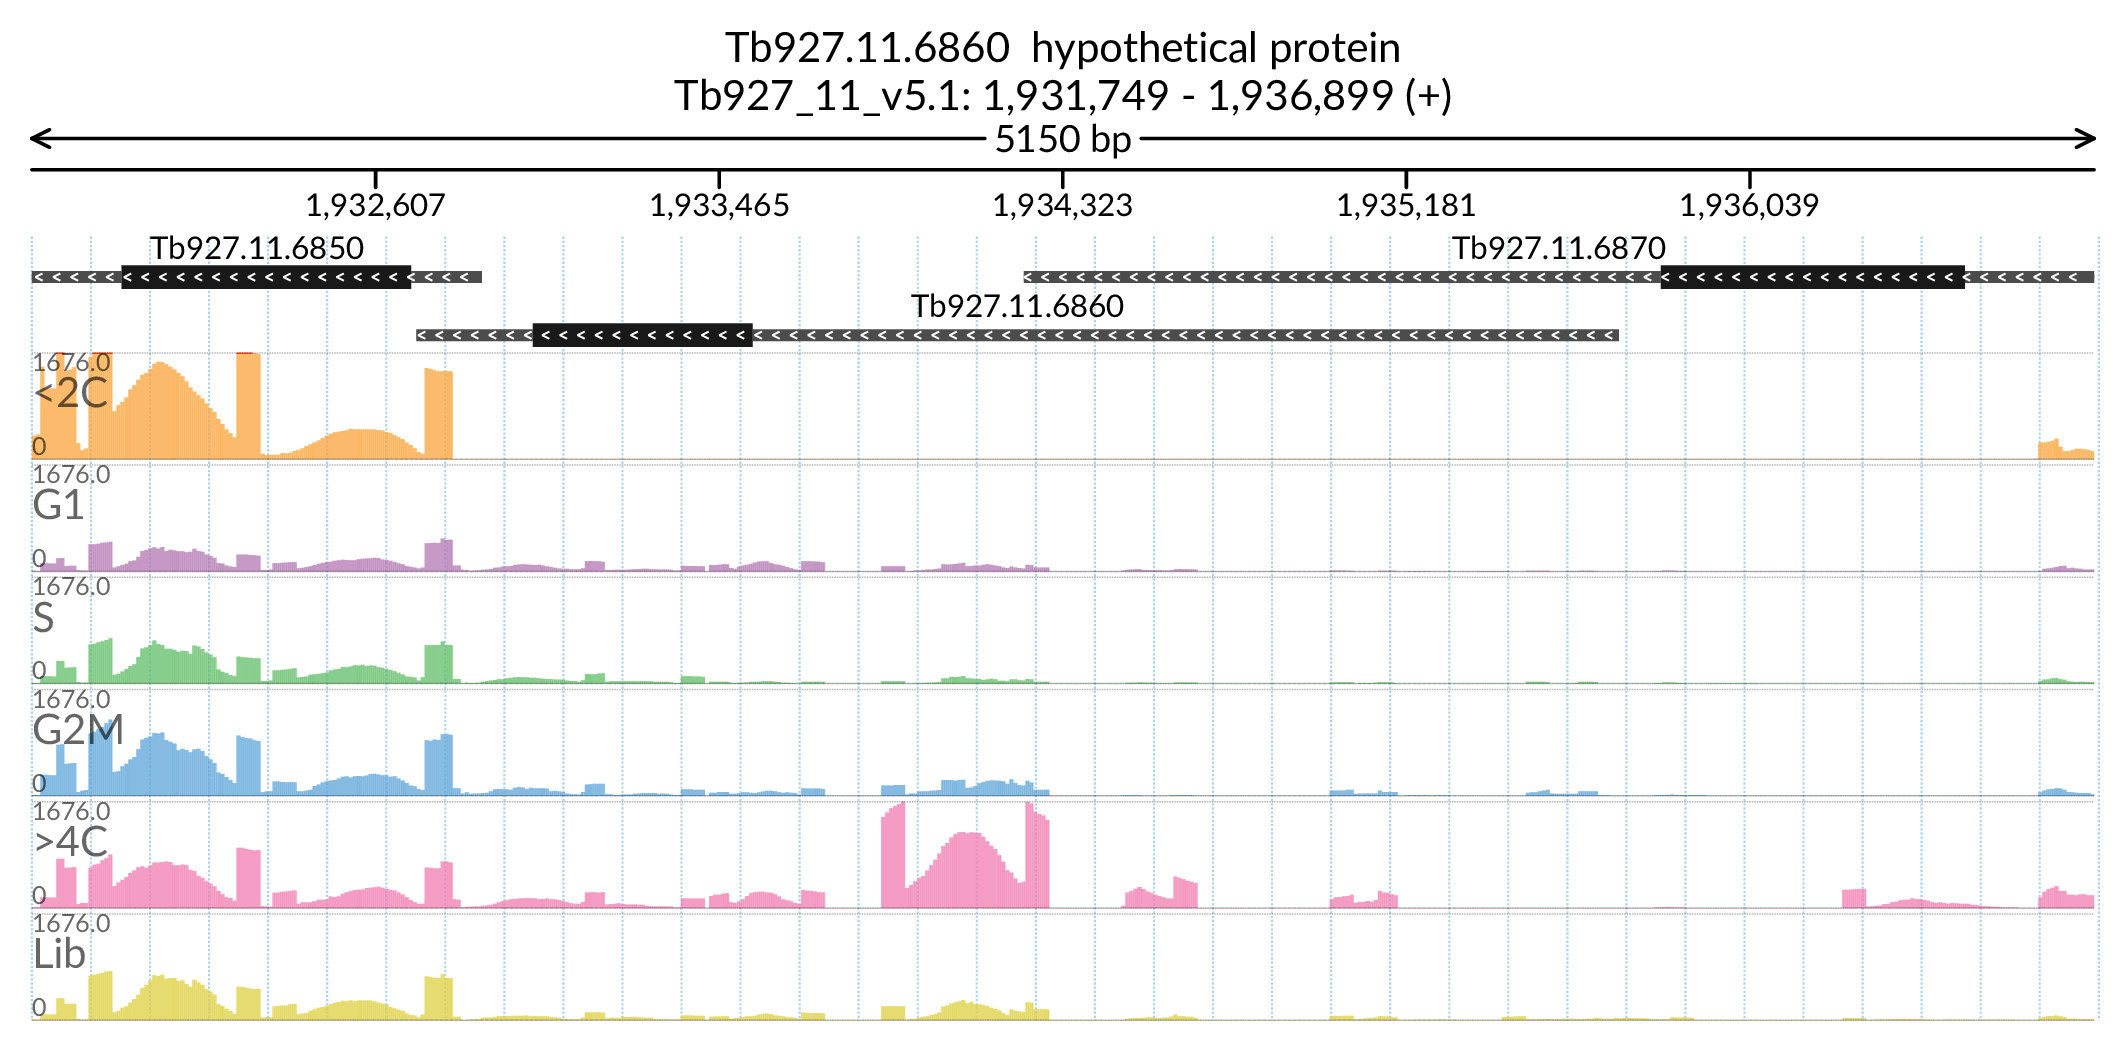 Tb927.11.6860  hypothetical protein
Tb927_11_v5.1: 1,931,749 - 1,936,899 (+)
5150 bp
1,932,607 1,933,465 1,934,323 1,935,181 1,936,039
Tb927.11.6850 Tb927.11.6870
Tb927.11.6860
1676.0
<2C
0
1676.0
G1
0
1676.0
S
0
1676.0
G2M
0
1676.0
>4C
0
1676.0
Lib
0